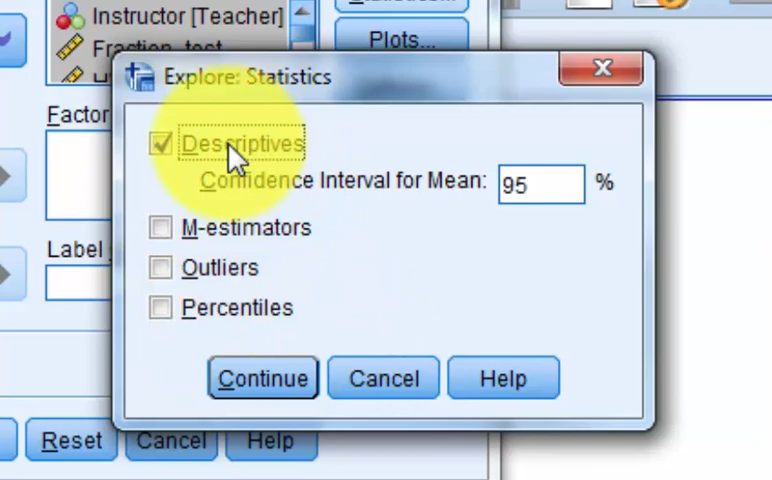 Instructor [Teacher]
Plots...
Explore: Statistics
Factor
Descriptives
Confidence Interval for Mean: 95 %
M-estimators
Label
Outliers
Percentiles
Continue Cancel Help
Reset Cancel Help